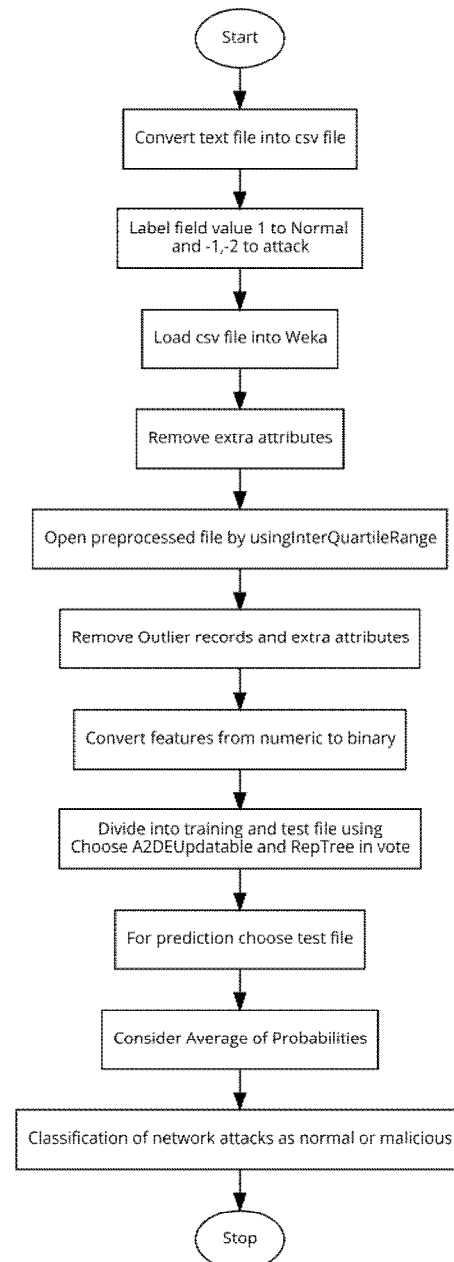 Start
Convert text file into csv file
Label field value 1 to Normal
and -1,-2 to attack
Load csv file into Weka
Remove extra attributes
Open preprocessed file by usingInterQuartileRange
Remove Outlier records and extra attributes
Convert features from numeric to binary
Divide into training and test file using
Choose A2DEUpdatable and RepTree in vote
For prediction choose test file
Consider Average of Probabilities
Classification of network attacks as normal or malicious
Stop